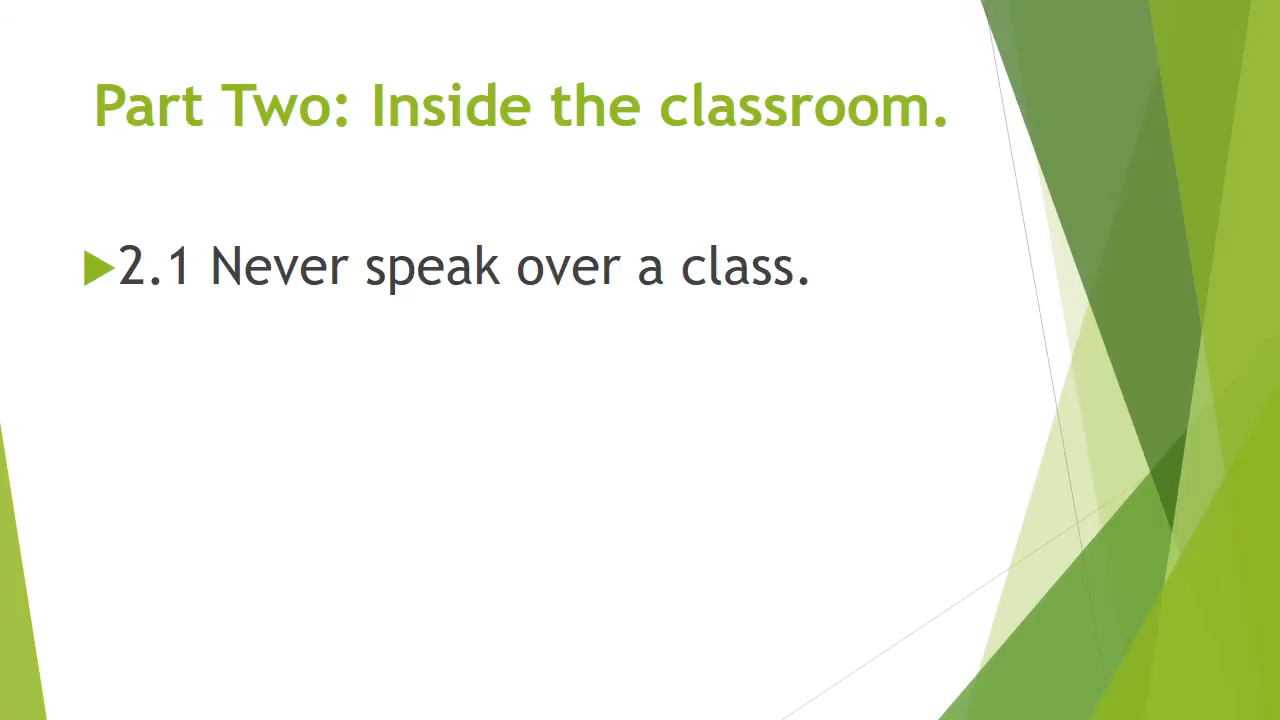 Part Two: Inside the classroom.
2.1 Never speak over a class.